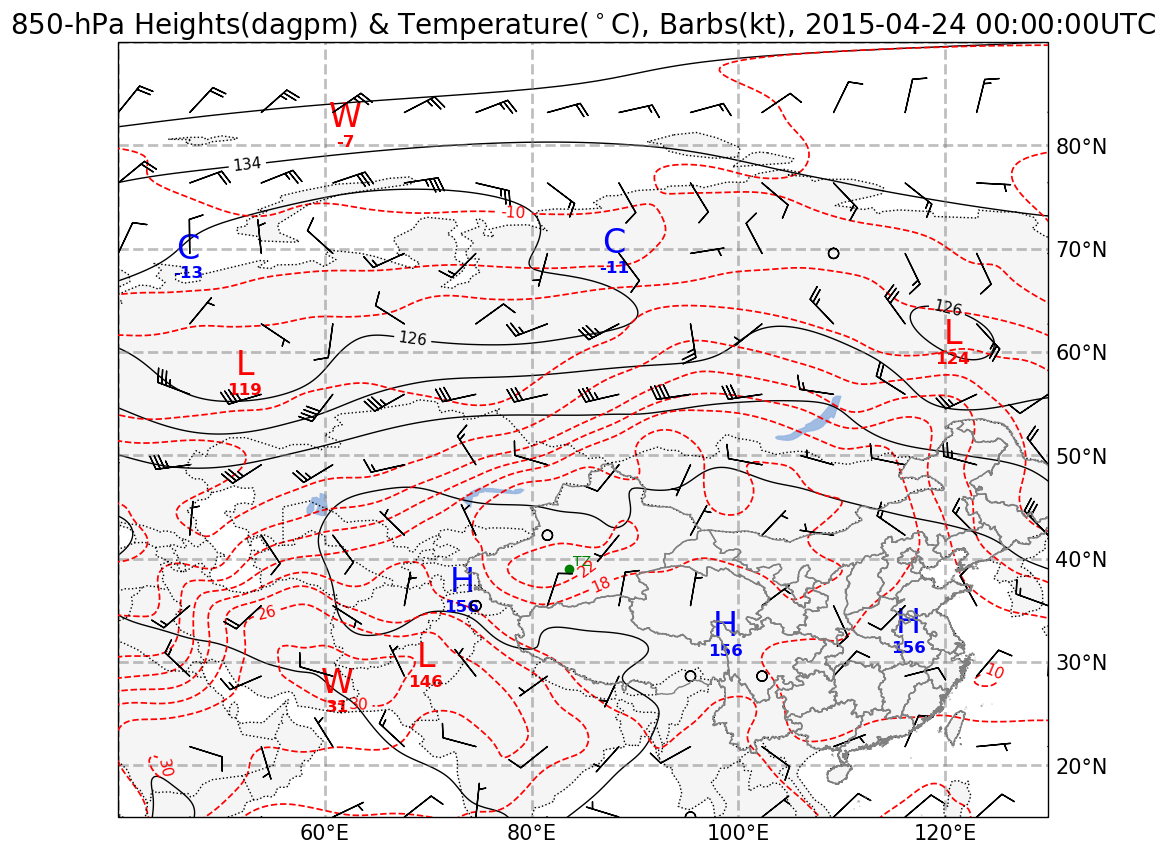 850-hPa Heights(dagpm) & Temperature(°C), Barbs(kt), 2015-04-24 00:00:00UTC
W
-7
80°N
134
-10
C
-13
C
-11
70°N
126
126
L
124
L
119
60°N
50°N
40°N
TZ
22
18
H
156
26
H
156
H
156
L
146
30°N
10
W
31
30
30
20°N
60°E
80°E
100°E
120°E